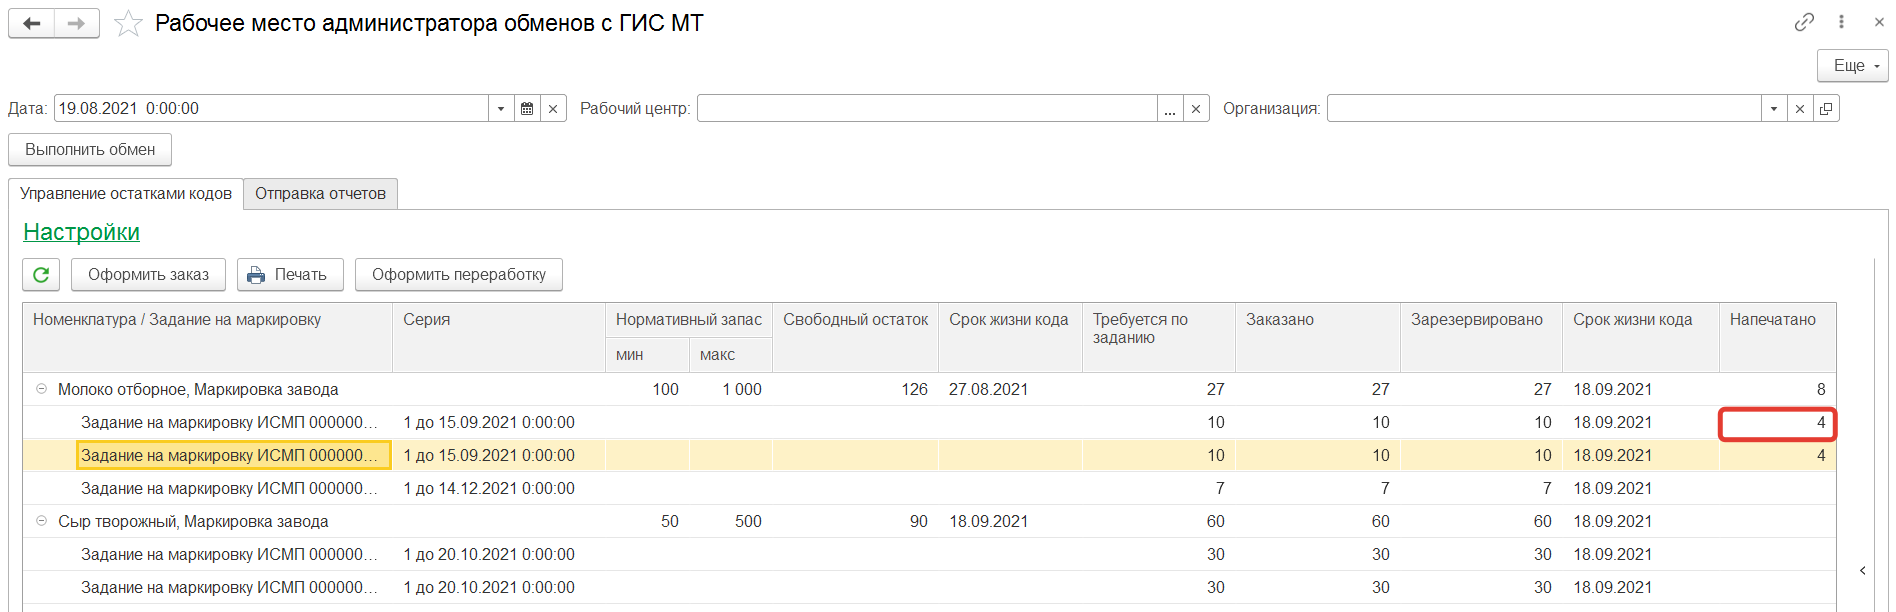 Рабочее место администратора обменов с ГИС МТ
Еще
Дата: 19.08.2021 0:00:00 Рабочий центр: ... Организация:
Выполнить обмен
Управление остатками кодов Отправка отчетов
Настройки
Оформить заказ Печать Оформить переработку
Номенклатура / Задание на маркировку Серия Нормативный запас Свободный остаток Срок жизни кода Требуется по заданию Заказано Зарезервировано Срок жизни кода Напечатано
мин макс
Молоко отборное, Маркировка завода 100 1 000 126 27.08.2021 27 27 27 18.09.2021 8
Задание на маркировку ИСМП 000000... 1 до 15.09.2021 0:00:00 10 10 10 18.09.2021 4
Задание на маркировку ИСМП 000000... 1 до 15.09.2021 0:00:00 10 10 10 18.09.2021 4
Задание на маркировку ИСМП 000000... 1 до 14.12.2021 0:00:00 7 7 7 18.09.2021
Сыр творожный, Маркировка завода 50 500 90 18.09.2021 60 60 60 18.09.2021
Задание на маркировку ИСМП 000000... 1 до 20.10.2021 0:00:00 30 30 30 18.09.2021
Задание на маркировку ИСМП 000000... 1 до 20.10.2021 0:00:00 30 30 30 18.09.2021